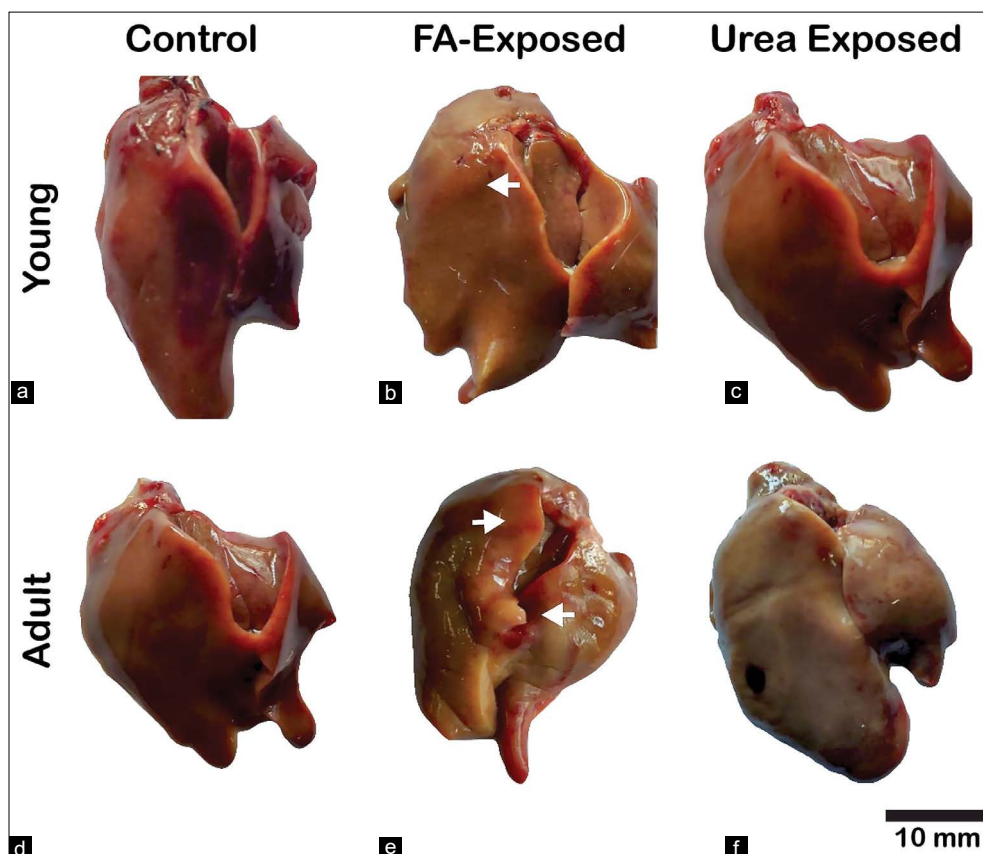 Control FA-Exposed Urea Exposed
Young
a b c
Adult
d e f
10 mm